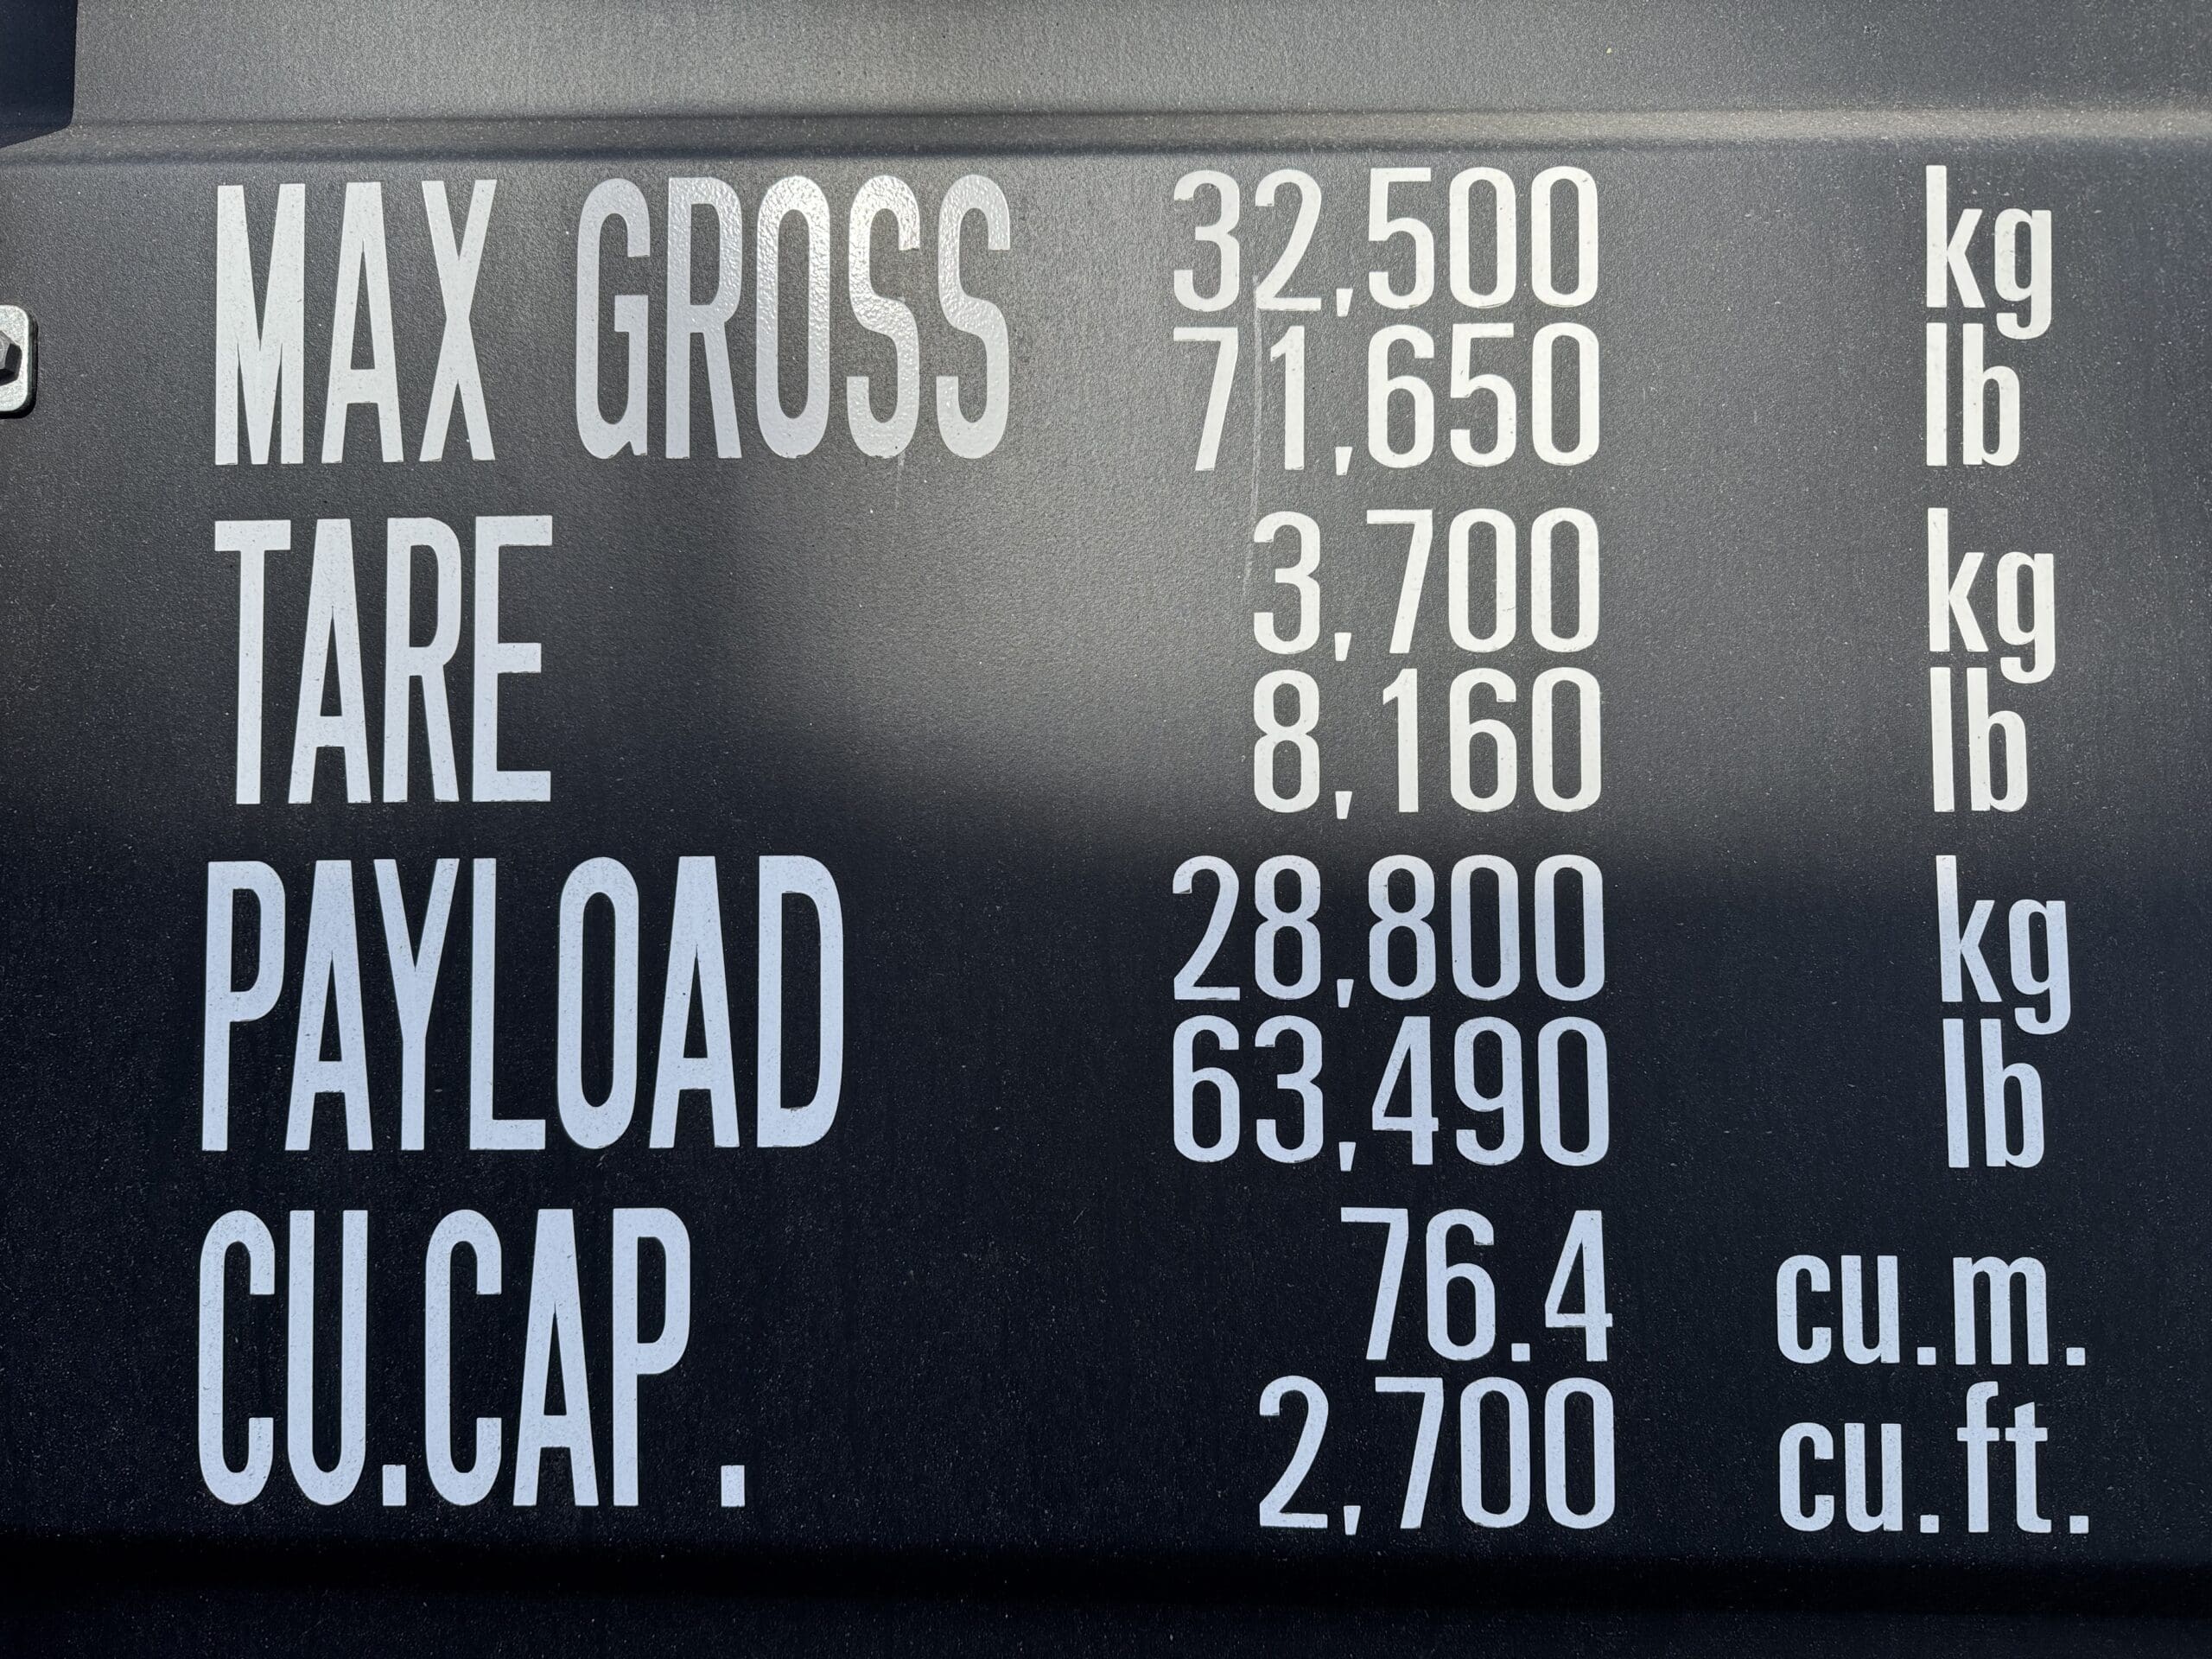 MAX GROSS 32,500 kg
71,650 lb
TARE 3,700 kg
8,160 lb
PAYLOAD 28,800 kg
63,490 lb
CU.CAP. 76.4 cu.m.
2,700 cu.ft.